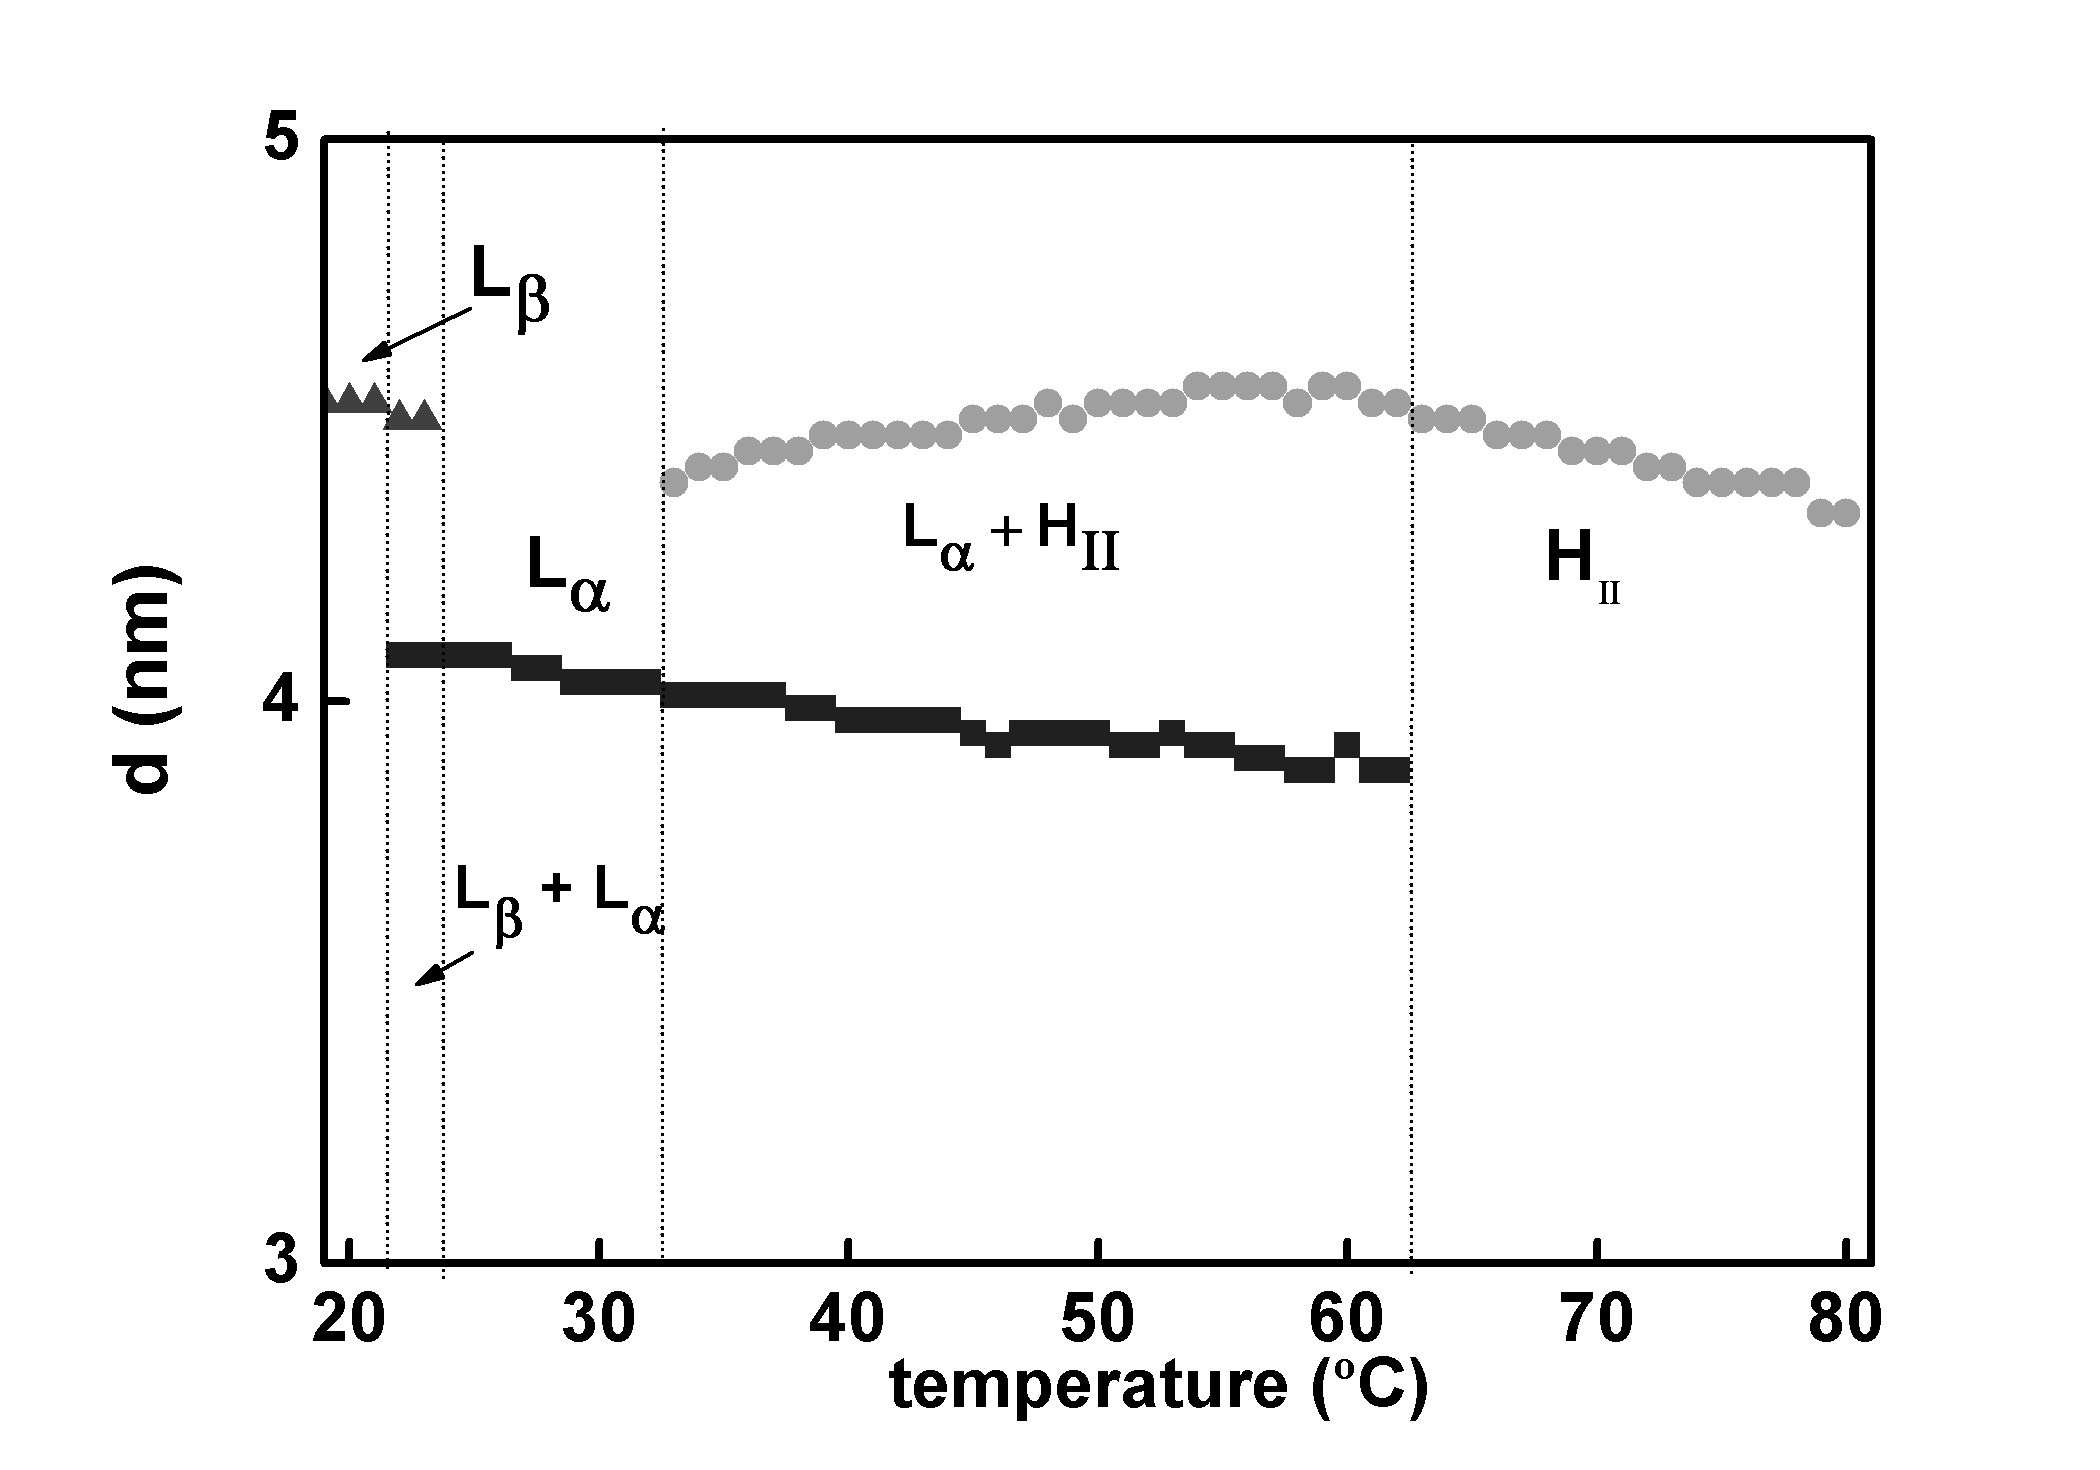 5
Lβ
Lα
Lα + HII
HII
d (nm)
4
Lβ + Lα
3
20 30 40 50 60 70 80
temperature (°C)